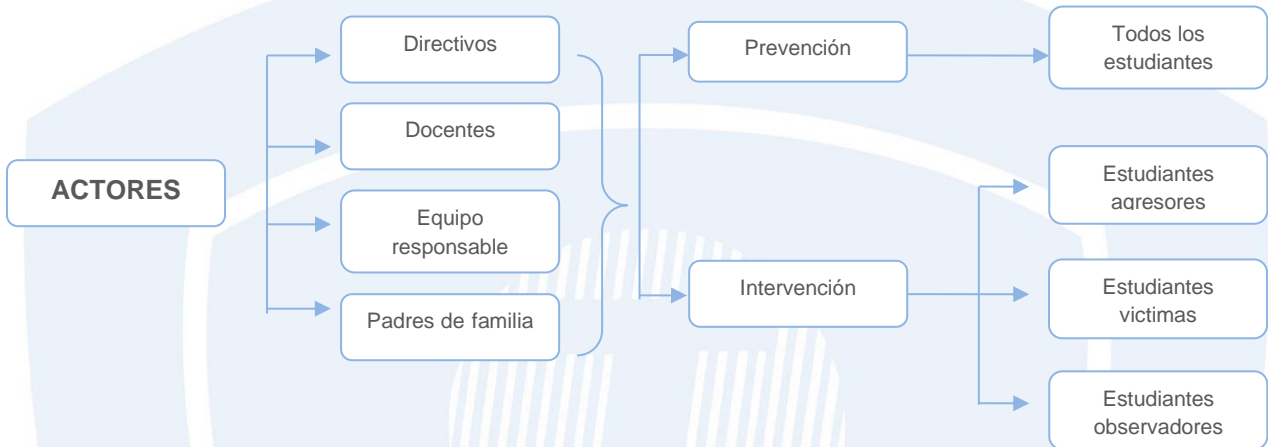 ACTORES
Directivos
Docentes
Equipo
responsable
Padres de familia
Prevención
Intervención
Todos los
estudiantes
Estudiantes
agresores
Estudiantes
victimas
Estudiantes
observadores